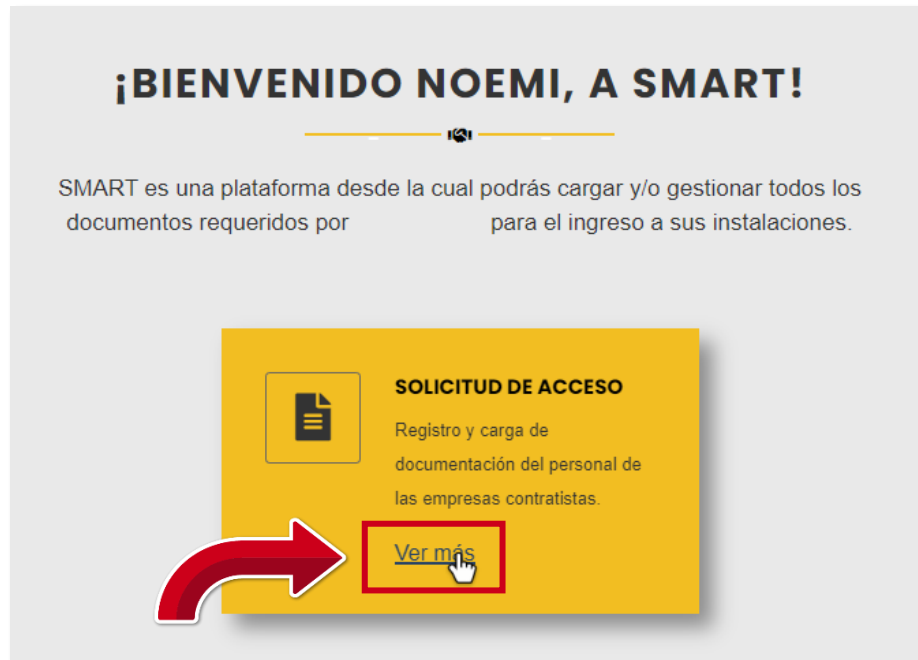 ¡BIENVENIDO NOEMI, A SMART!
SMART es una plataforma desde la cual podrás cargar y/o gestionar todos los
documentos requeridos por para el ingreso a sus instalaciones.
SOLICITUD DE ACCESO
Registro y carga de
documentación del personal de
las empresas contratistas.
Ver más